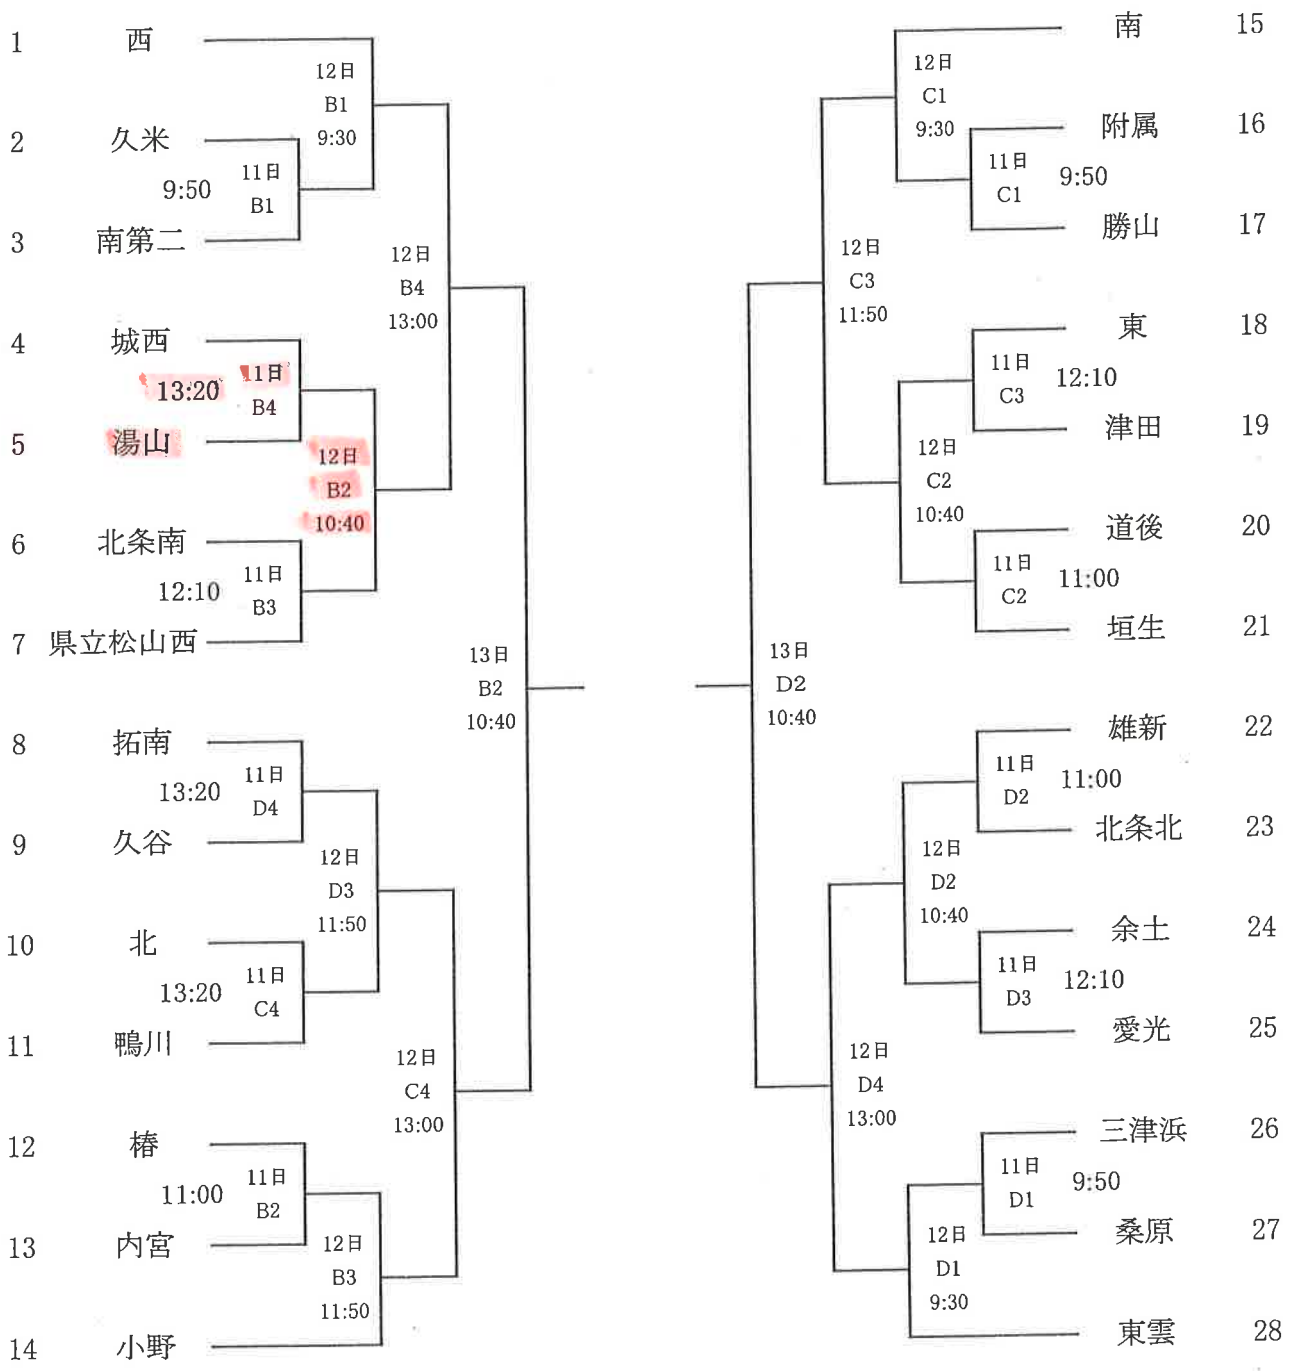 1 西
12日
B1
9:30
2 久米
9:50
11日
B1
3 南第二
12日
B4
13:00
4 城西
13:20
11日
B4
5 湯山
12日
B2
10:40
6 北条南
12:10
11日
B3
7 県立松山西
13日
B2
10:40
8 拓南
13:20
11日
D4
9 久谷
12日
D3
11:50
10 北
13:20
11日
C4
11 鴨川
12日
C4
13:00
12 椿
11:00
11日
B2
13 内宮
12日
B3
11:50
14 小野
南 15
12日
C1
9:30
附属 16
11日
C1
9:50
勝山 17
12日
C3
11:50
東 18
11日
C3
12:10
津田 19
12日
C2
10:40
道後 20
11日
C2
11:00
垣生 21
13日
D2
10:40
雄新 22
11日
D2
11:00
北条北 23
12日
D2
10:40
余土 24
11日
D3
12:10
愛光 25
12日
D4
13:00
三津浜 26
11日
D1
9:50
桑原 27
12日
D1
9:30
東雲 28